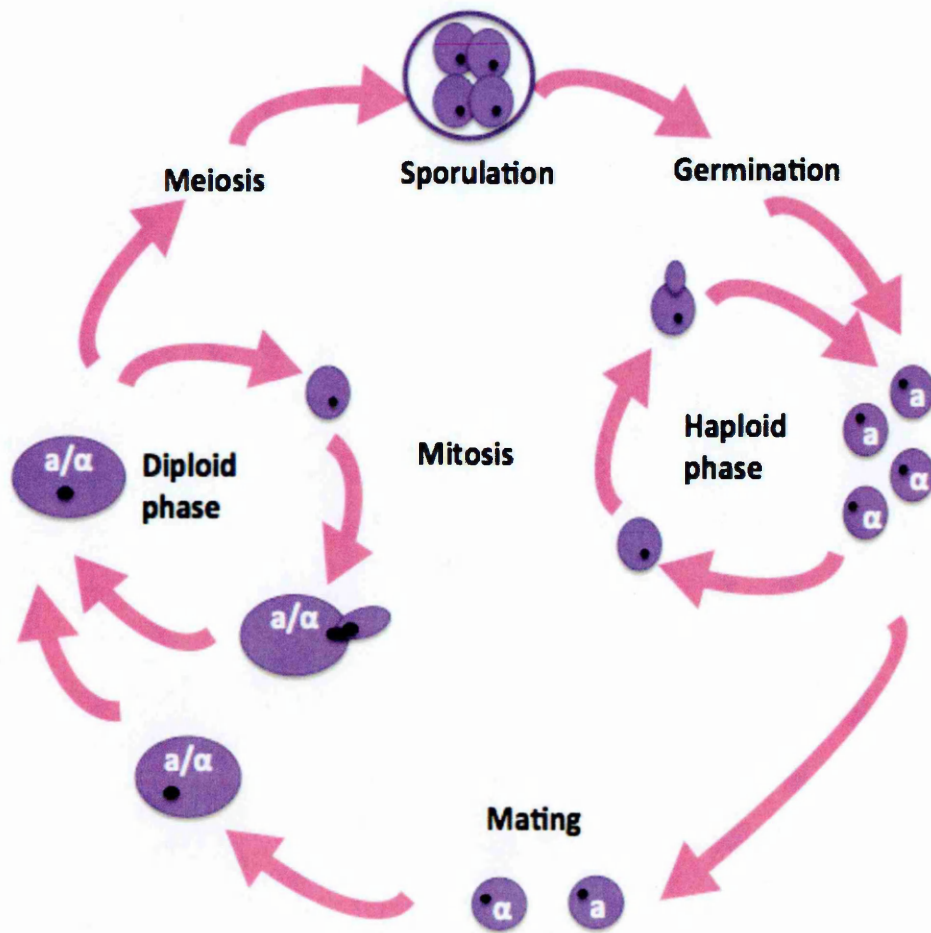 Meiosis
Sporulation
Germination
a/α
Diploid
phase
Mitosis
Haploid
phase
a
a
α
α
a/α
a/α
Mating
α
a